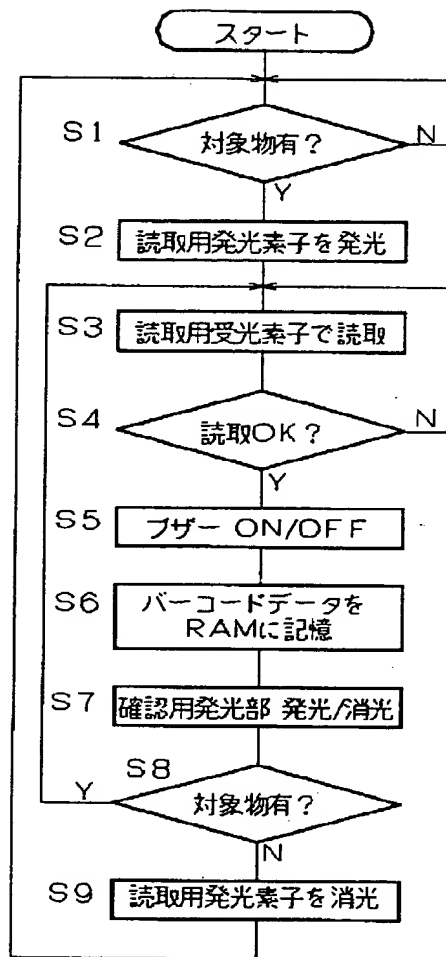 スタート
S1
対象物有?
N
Y
S2
読取用発光素子を発光
S3
読取用受光素子で読取
S4
読取OK?
N
Y
S5
ブザー ON/OFF
S6
バーコードデータを
RAMに記憶
S7
確認用発光部 発光/消光
S8
Y
対象物有?
N
S9
読取用発光素子を消光